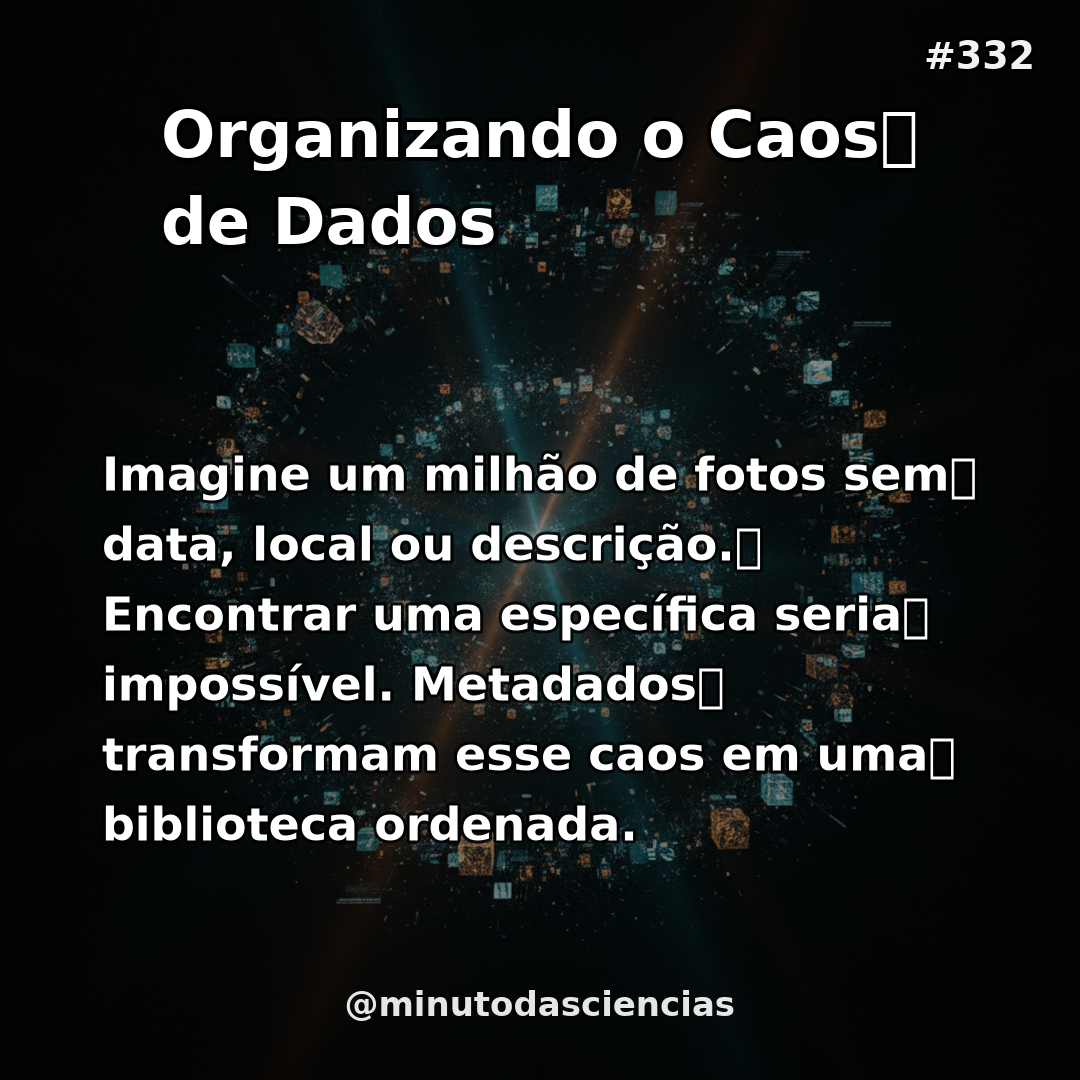 #332
Organizando o Caos
de Dados
Imagine um milhão de fotos sem
data, local ou descrição.
Encontrar uma específica seria
impossível. Metadados
transformam esse caos em uma
biblioteca ordenada.
@minutodasciencias